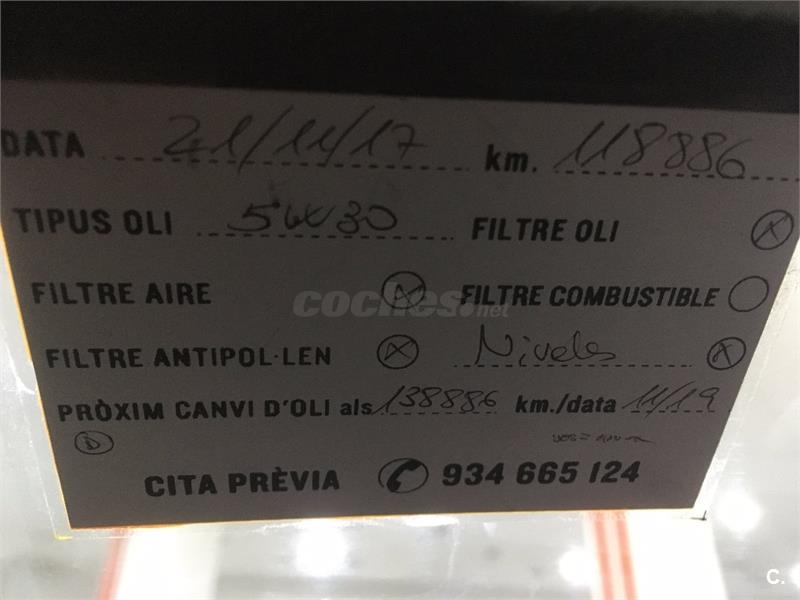 DATA 21/11/17 km. 118886
TIPUS OLI 5W30 FILTRE OLI
FILTRE AIRE FILTRE COMBUSTIBLE
coches.net
FILTRE ANTIPOL·LEN Niveles
PRÒXIM CANVI D'OLI als 138886 km./data 11/19
CITA PRÈVIA 934 665 124
C.